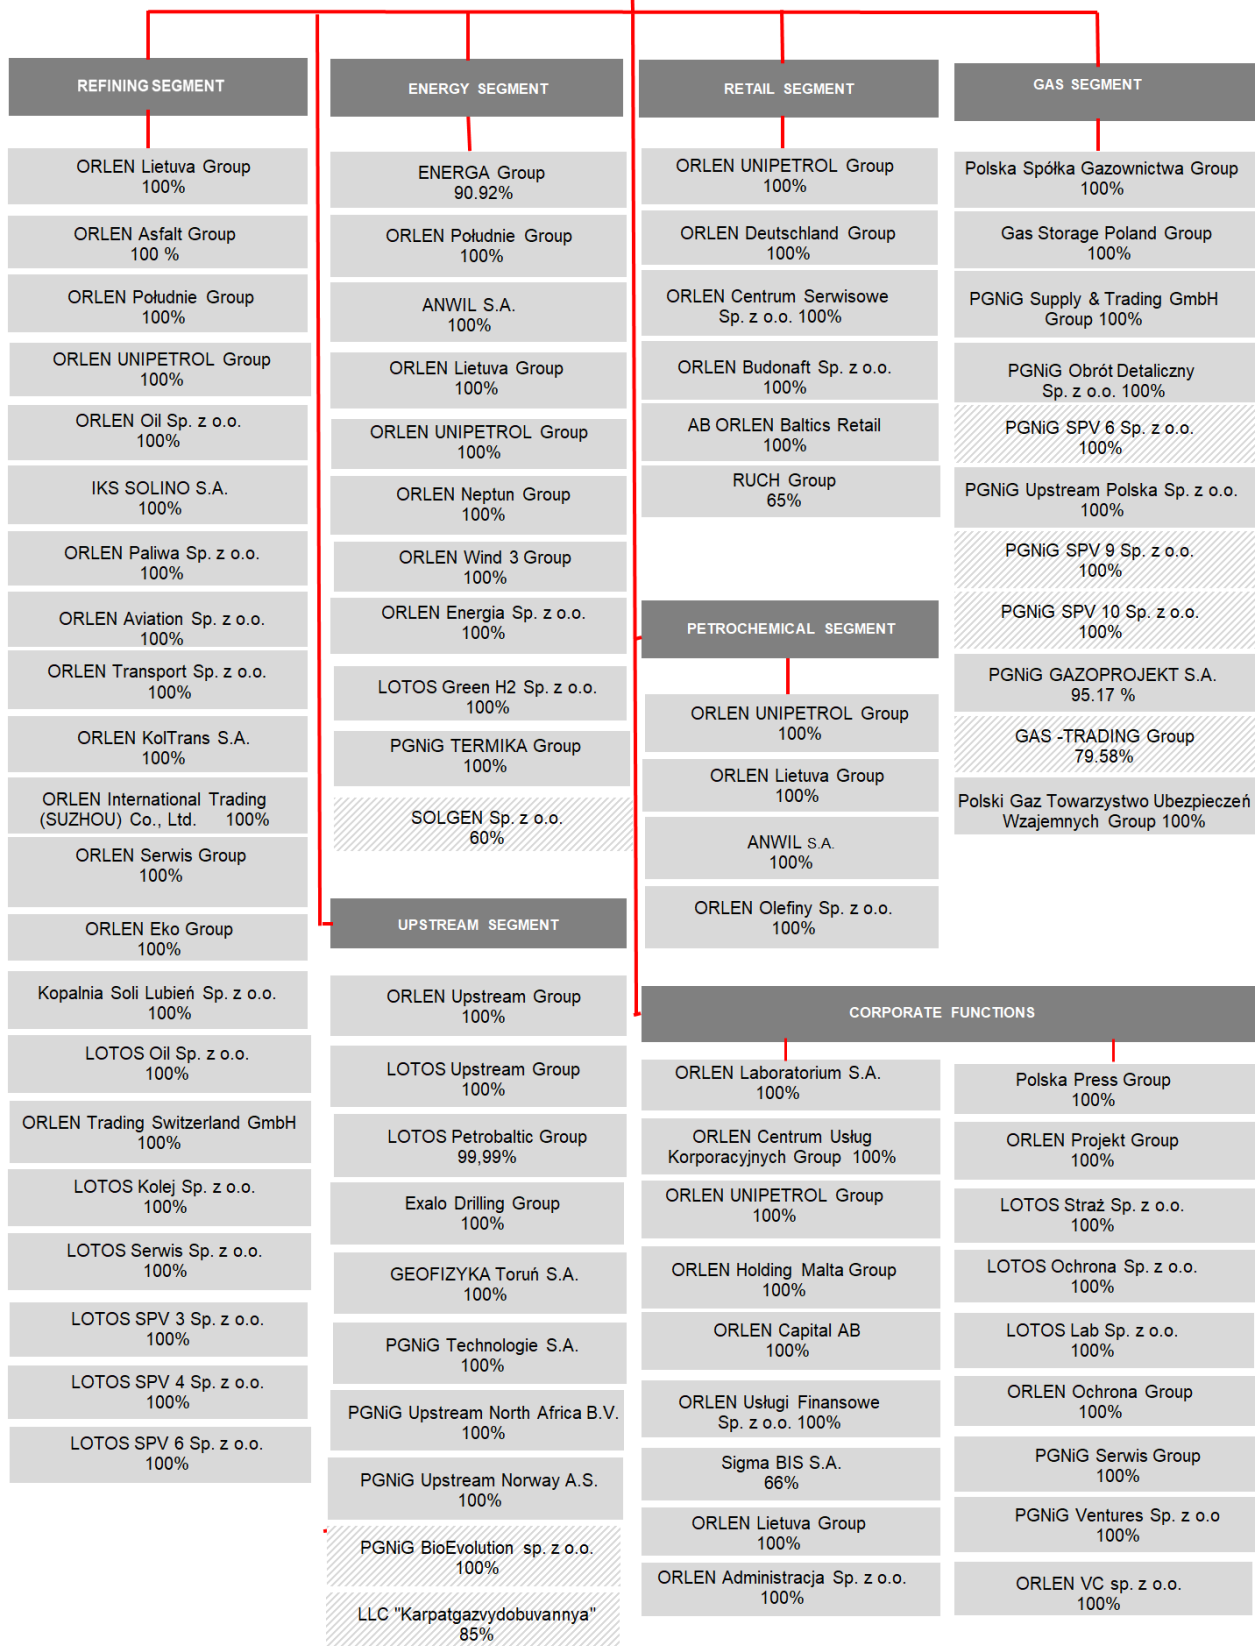 REFINING SEGMENT
ORLEN Lietuva Group
100%
ORLEN Asfalt Group
100 %
ORLEN Południe Group
100%
ORLEN UNIPETROL Group
100%
ORLEN Oil Sp. z o.o.
100%
IKS SOLINO S.A.
100%
ORLEN Paliwa Sp. z o.o.
100%
ORLEN Aviation Sp. z o.o.
100%
ORLEN Transport Sp. z o.o.
100%
ORLEN KolTrans S.A.
100%
ORLEN International Trading
(SUZHOU) Co., Ltd. 100%
ORLEN Serwis Group
100%
ORLEN Eko Group
100%
Kopalnia Soli Lubień Sp. z o.o.
100%
LOTOS Oil Sp. z o.o.
100%
ORLEN Trading Switzerland GmbH
100%
LOTOS Kolej Sp. z o.o.
100%
LOTOS Serwis Sp. z o.o.
100%
LOTOS SPV 3 Sp. z o.o.
100%
LOTOS SPV 4 Sp. z o.o.
100%
LOTOS SPV 6 Sp. z o.o.
100%
ENERGY SEGMENT
ENERGA Group
90.92%
ORLEN Południe Group
100%
ANWIL S.A.
100%
ORLEN Lietuva Group
100%
ORLEN UNIPETROL Group
100%
ORLEN Neptun Group
100%
ORLEN Wind 3 Group
100%
ORLEN Energia Sp. z o.o.
100%
LOTOS Green H2 Sp. z o.o.
100%
PGNiG TERMIKA Group
100%
SOLGEN Sp. z o.o.
60%
UPSTREAM SEGMENT
ORLEN Upstream Group
100%
LOTOS Upstream Group
100%
LOTOS Petrobaltic Group
99,99%
Exalo Drilling Group
100%
GEOFIZYKA Toruń S.A.
100%
PGNiG Technologie S.A.
100%
PGNiG Upstream North Africa B.V.
100%
PGNiG Upstream Norway A.S.
100%
PGNiG BioEvolution sp. z o.o.
100%
LLC "Karpatgazvydobuvannya"
85%
RETAIL SEGMENT
ORLEN UNIPETROL Group
100%
ORLEN Deutschland Group
100%
ORLEN Centrum Serwisowe
Sp. z o.o. 100%
ORLEN Budonaft Sp. z o.o.
100%
AB ORLEN Baltics Retail
100%
RUCH Group
65%
PETROCHEMICAL SEGMENT
ORLEN UNIPETROL Group
100%
ORLEN Lietuva Group
100%
ANWIL S.A.
100%
ORLEN Olefiny Sp. z o.o.
100%
GAS SEGMENT
Polska Spółka Gazownictwa Group
100%
Gas Storage Poland Group
100%
PGNiG Supply & Trading GmbH
Group 100%
PGNiG Obrót Detaliczny
Sp. z o.o. 100%
PGNiG SPV 6 Sp. z o.o.
100%
PGNiG Upstream Polska Sp. z o.o.
100%
PGNiG SPV 9 Sp. z o.o.
100%
PGNiG SPV 10 Sp. z o.o.
100%
PGNiG GAZOPROJEKT S.A.
95.17 %
GAS -TRADING Group
79.58%
Polski Gaz Towarzystwo Ubezpieczeń
Wzajemnych Group 100%
CORPORATE FUNCTIONS
ORLEN Laboratorium S.A.
100%
ORLEN Centrum Usług
Korporacyjnych Group 100%
ORLEN UNIPETROL Group
100%
ORLEN Holding Malta Group
100%
ORLEN Capital AB
100%
ORLEN Usługi Finansowe
Sp. z o.o. 100%
Sigma BIS S.A.
66%
ORLEN Lietuva Group
100%
ORLEN Administracja Sp. z o.o.
100%
Polska Press Group
100%
ORLEN Projekt Group
100%
LOTOS Straż Sp. z o.o.
100%
LOTOS Ochrona Sp. z o.o.
100%
LOTOS Lab Sp. z o.o.
100%
ORLEN Ochrona Group
100%
PGNiG Serwis Group
100%
PGNiG Ventures Sp. z o.o
100%
ORLEN VC sp. z o.o.
100%